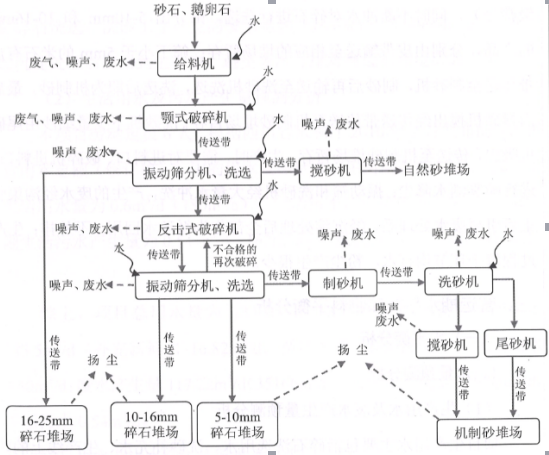 砂石、鹅卵石
水
废气、噪声、废水
给料机
水
废气、噪声、废水
颚式破碎机
传送带
水
噪声、废水
噪声、废水
振动筛分机、洗选
传送带
搅砂机
传送带
自然砂堆场
传送带
水
噪声、废水
反击式破碎机
噪声、废水
噪声、废水
水
水
传送带
不合格的
再次破碎
噪声、废水
振动筛分机、洗选
传送带
制砂机
传送带
洗砂机
噪声
废水
传送带
传送带
传送带
扬尘
扬尘
搅砂机
尾砂机
传送带
传送带
16-25mm
碎石堆场
10-16mm
碎石堆场
5-10mm
碎石堆场
机制砂堆场